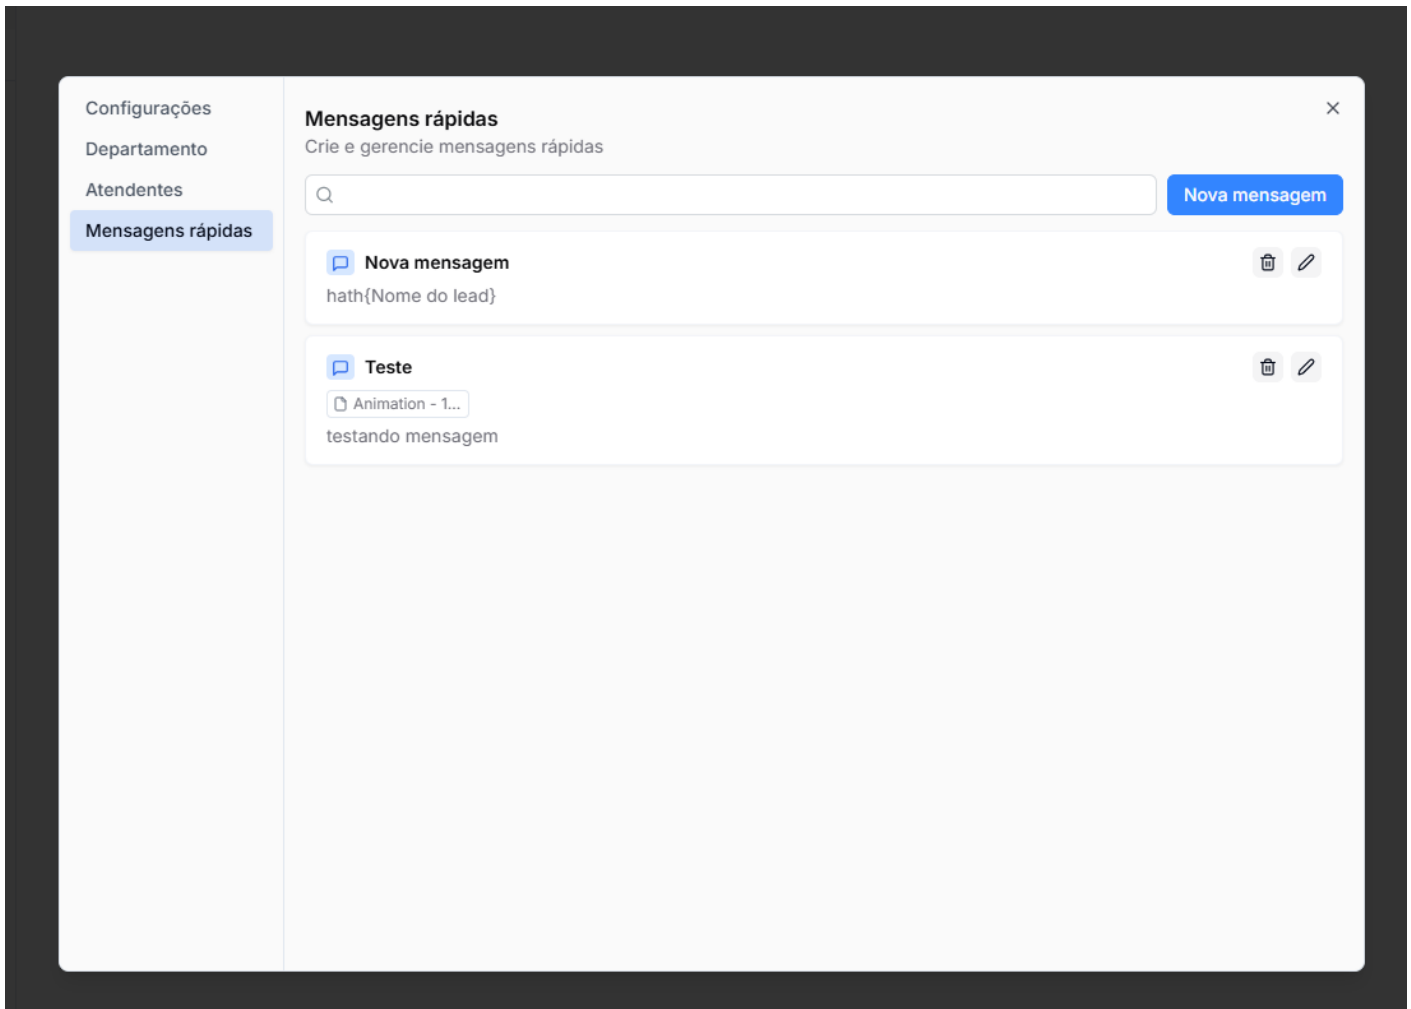 Configurações
Departamento
Atendentes
Mensagens rápidas
Mensagens rápidas
Crie e gerencie mensagens rápidas
Nova mensagem
Nova mensagem
hath{Nome do lead}
Teste
Animation - 1...
testando mensagem